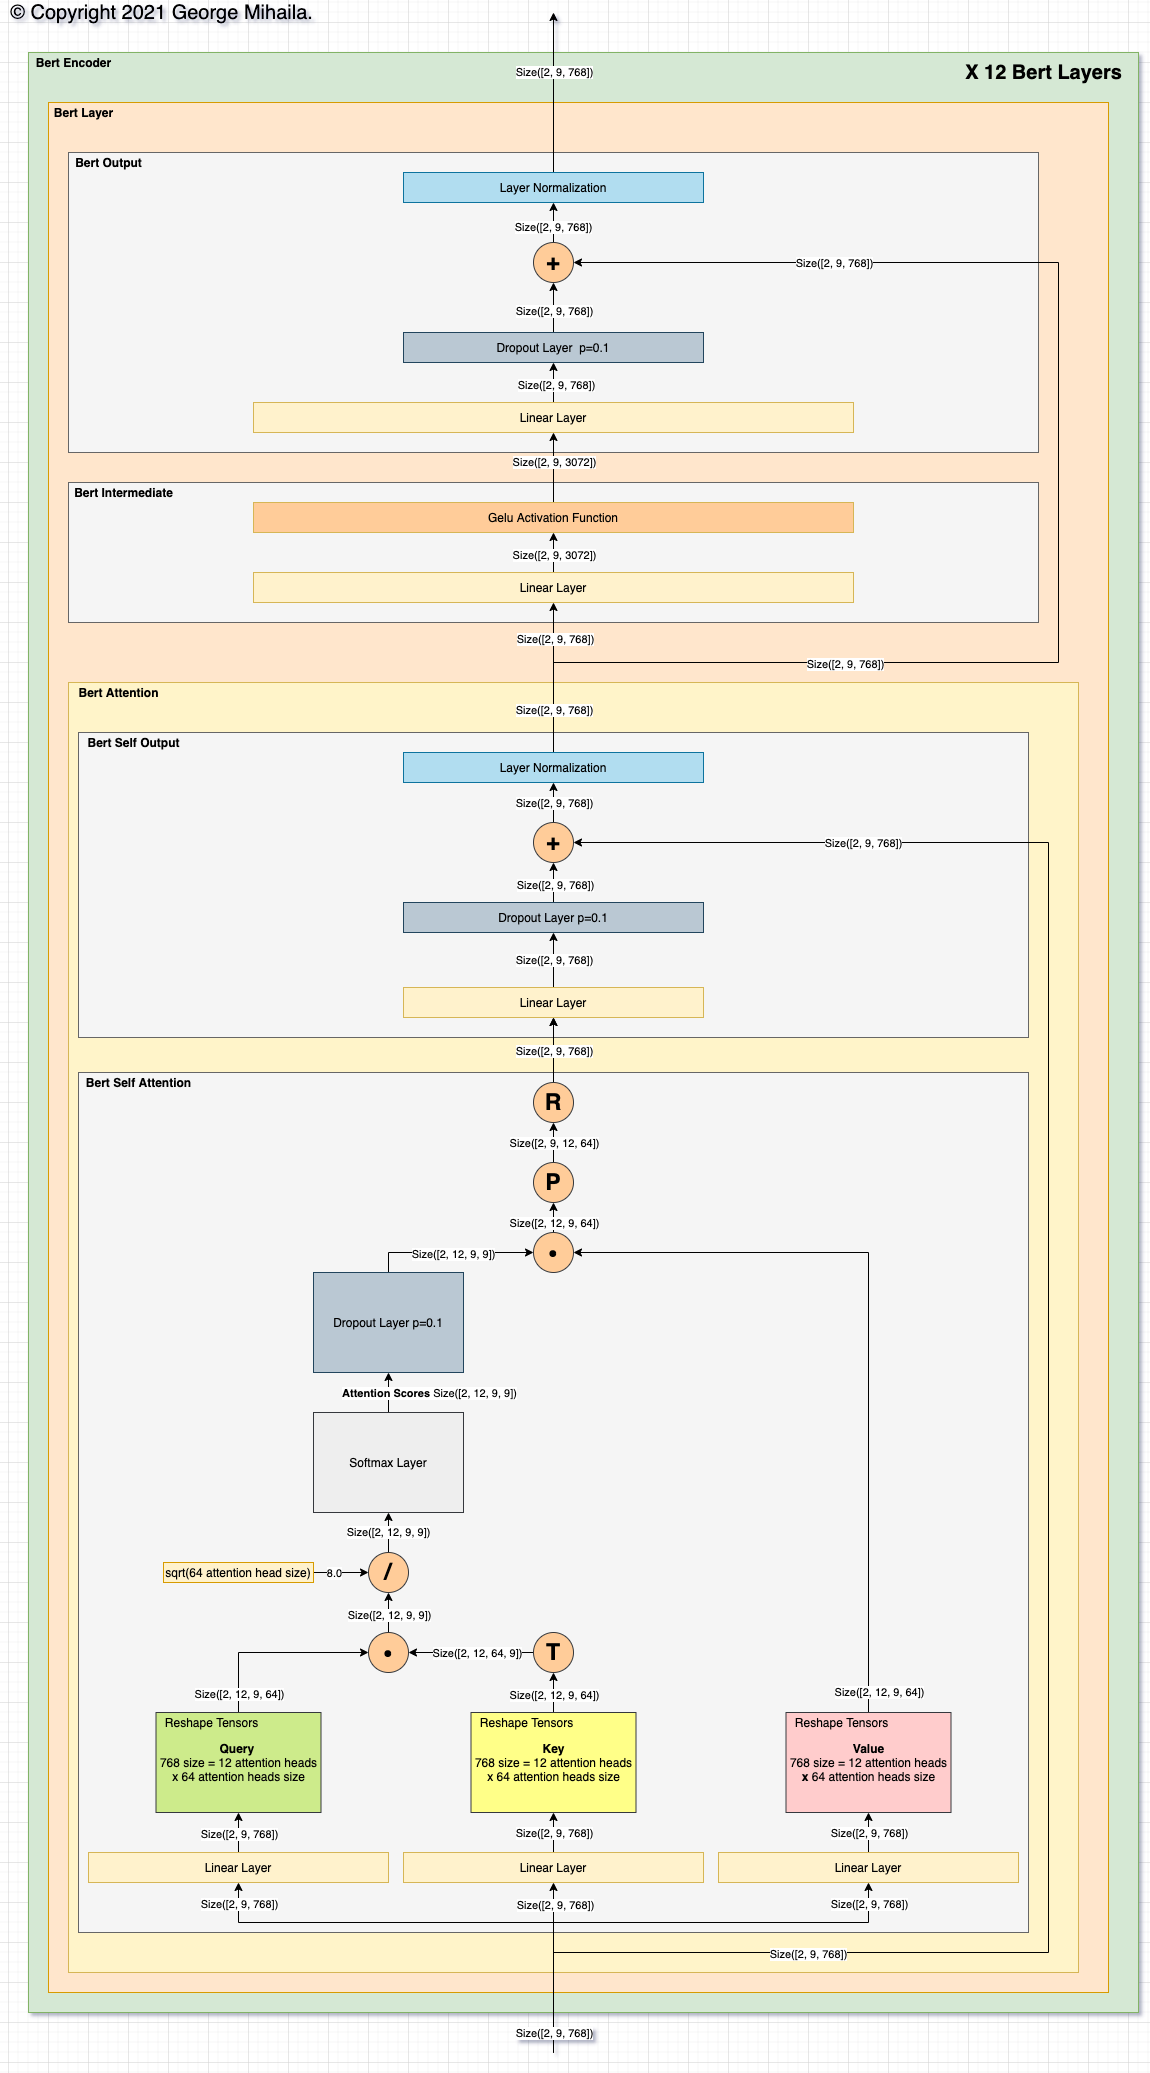 © Copyright 2021 George Mihaila.
Bert Encoder
Size([2, 9, 768])
X 12 Bert Layers
Bert Layer
Bert Output
Layer Normalization
Size([2, 9, 768])
+
Size([2, 9, 768])
Size([2, 9, 768])
Dropout Layer  p=0.1
Size([2, 9, 768])
Linear Layer
Size([2, 9, 3072])
Bert Intermediate
Gelu Activation Function
Size([2, 9, 3072])
Linear Layer
Size([2, 9, 768])
Size([2, 9, 768])
Bert Attention
Size([2, 9, 768])
Bert Self Output
Layer Normalization
Size([2, 9, 768])
+
Size([2, 9, 768])
Size([2, 9, 768])
Dropout Layer p=0.1
Size([2, 9, 768])
Linear Layer
Size([2, 9, 768])
Bert Self Attention
R
Size([2, 9, 12, 64])
P
Size([2, 12, 9, 64])
Size([2, 12, 9, 9])
•
Dropout Layer p=0.1
Attention Scores Size([2, 12, 9, 9])
Softmax Layer
Size([2, 12, 9, 9])
sqrt(64 attention head size)
8.0
/
Size([2, 12, 9, 9])
•
Size([2, 12, 64, 9])
T
Size([2, 12, 9, 64])
Size([2, 12, 9, 64])
Size([2, 12, 9, 64])
Reshape Tensors
Query
768 size = 12 attention heads
x 64 attention heads size
Reshape Tensors
Key
768 size = 12 attention heads
x 64 attention heads size
Reshape Tensors
Value
768 size = 12 attention heads
x 64 attention heads size
Size([2, 9, 768])
Size([2, 9, 768])
Size([2, 9, 768])
Linear Layer
Linear Layer
Linear Layer
Size([2, 9, 768])
Size([2, 9, 768])
Size([2, 9, 768])
Size([2, 9, 768])
Size([2, 9, 768])